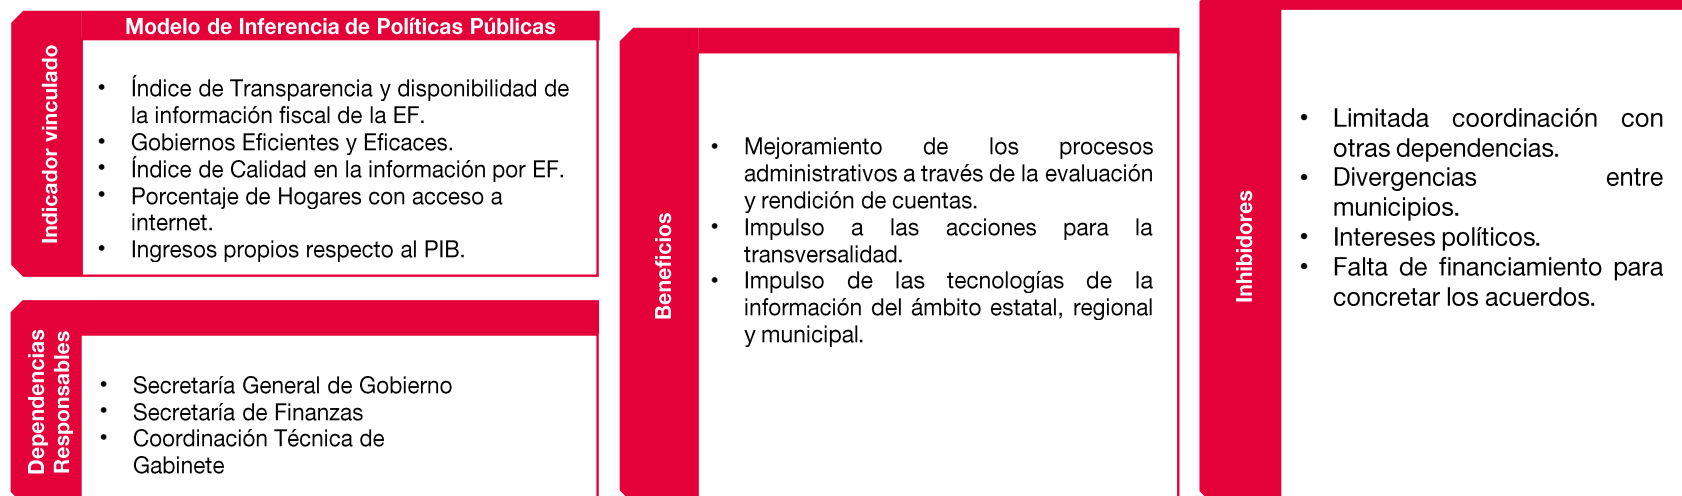 Modelo de Inferencia de Políticas Públicas
Indicador vinculado
• Índice de Transparencia y disponibilidad de
la información fiscal de la EF.
• Gobiernos Eficientes y Eficaces.
• Índice de Calidad en la información por EF.
• Porcentaje de Hogares con acceso a
internet.
• Ingresos propios respecto al PIB.
Dependencias
Responsables
• Secretaría General de Gobierno
• Secretaría de Finanzas
• Coordinación Técnica de
Gabinete
Beneficios
• Mejoramiento de los procesos
administrativos a través de la evaluación
y rendición de cuentas.
• Impulso a las acciones para la
transversalidad.
• Impulso de las tecnologías de la
información del ámbito estatal, regional
y municipal.
Inhibidores
• Limitada coordinación con
otras dependencias.
• Divergencias entre
municipios.
• Intereses políticos.
• Falta de financiamiento para
concretar los acuerdos.